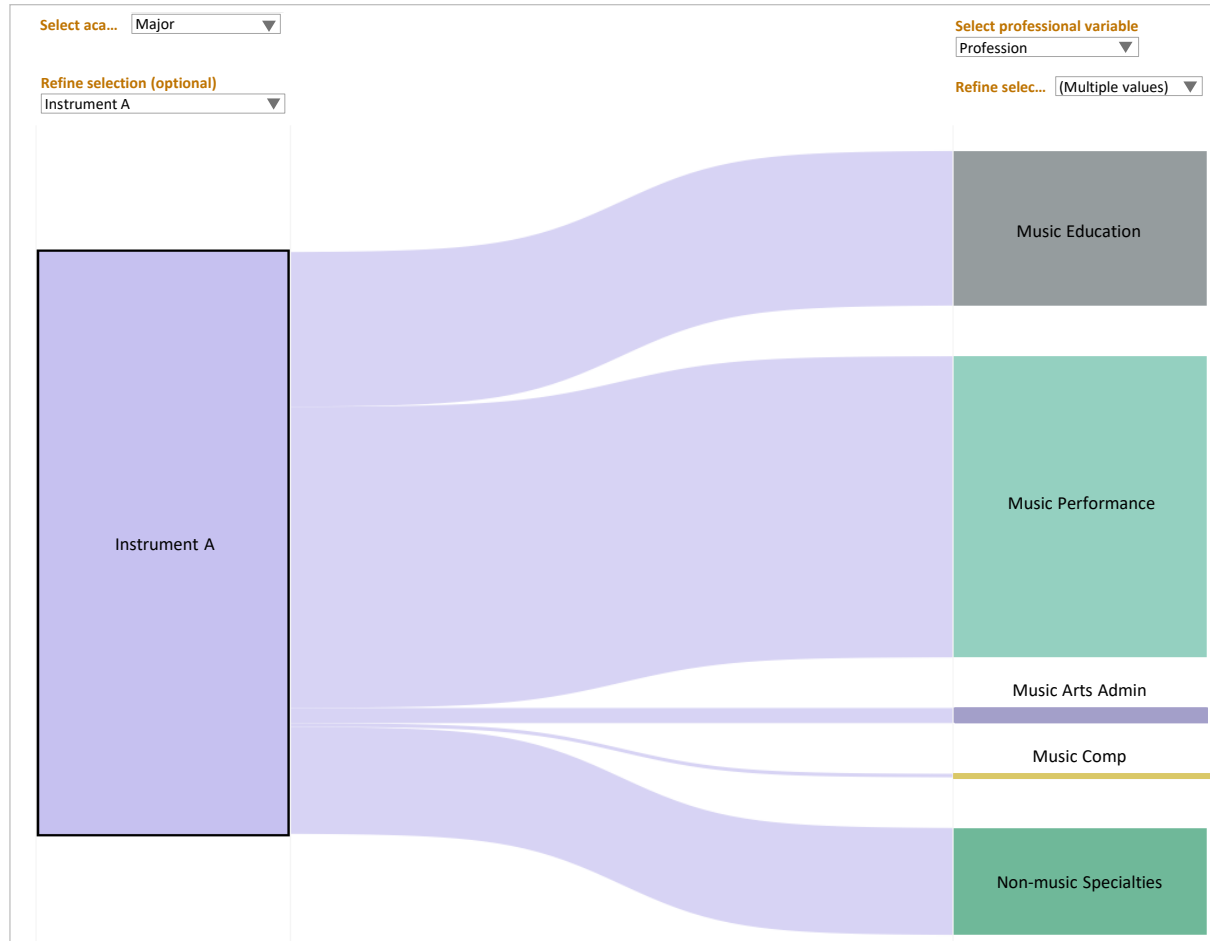 Select aca... Major
Select professional variable
Profession
Refine selection (optional)
Instrument A
Refine selec... (Multiple values)
Music Education
Music Performance
Instrument A
Music Arts Admin
Music Comp
Non-music Specialties